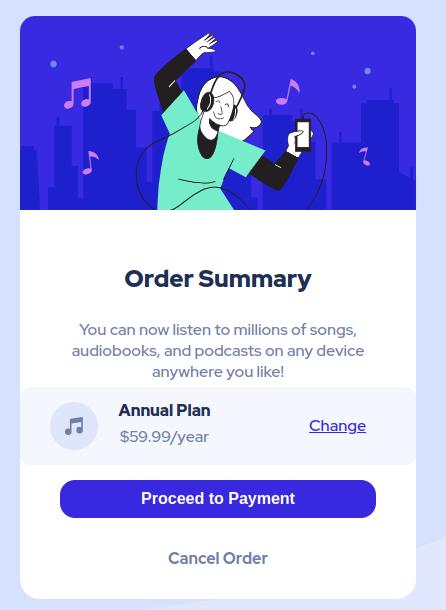 Order Summary
You can now listen to millions of songs,
audiobooks, and podcasts on any device
anywhere you like!
Annual Plan
$59.99/year
Change
Proceed to Payment
Cancel Order